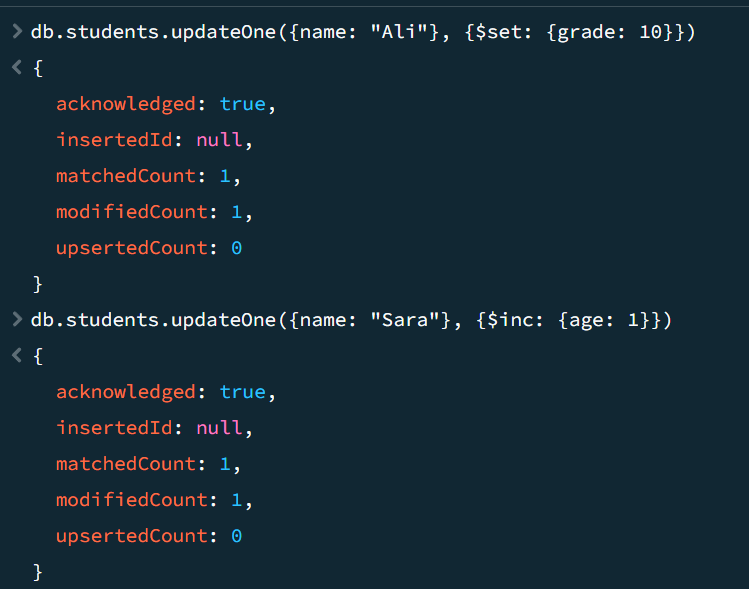 > db.students.updateOne({name: "Ali"}, {$set: {grade: 10}})
< {
    acknowledged: true,
    insertedId: null,
    matchedCount: 1,
    modifiedCount: 1,
    upsertedCount: 0
  }
> db.students.updateOne({name: "Sara"}, {$inc: {age: 1}})
< {
    acknowledged: true,
    insertedId: null,
    matchedCount: 1,
    modifiedCount: 1,
    upsertedCount: 0
  }